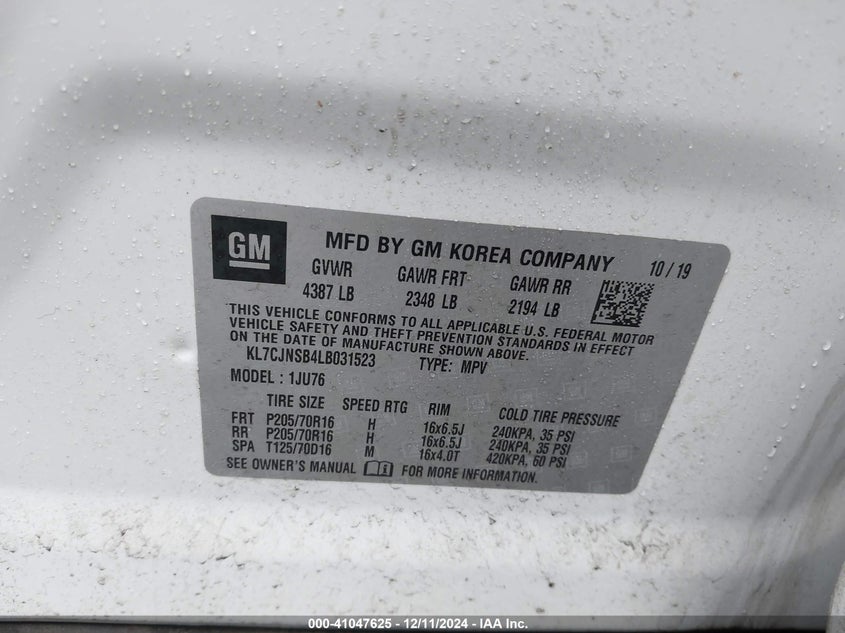 GM
MFD BY GM KOREA COMPANY 10/19
GVWR GAWR FRT GAWR RR
4387 LB 2348 LB 2194 LB
THIS VEHICLE CONFORMS TO ALL APPLICABLE U.S. FEDERAL MOTOR
VEHICLE SAFETY AND THEFT PREVENTION STANDARDS IN EFFECT
ON THE DATE OF MANUFACTURE SHOWN ABOVE.
KL7CJNSB4LB031523 TYPE: MPV
MODEL: 1JU76
TIRE SIZE SPEED RTG RIM COLD TIRE PRESSURE
FRT P205/70R16 H 16x6.5J 240KPA, 35 PSI
RR P205/70R16 H 16x6.5J 240KPA, 35 PSI
SPA T125/70D16 M 16x4.0T 420KPA, 60 PSI
SEE OWNER'S MANUAL FOR MORE INFORMATION.
000-41047625 - 12/11/2024 - IAA Inc.